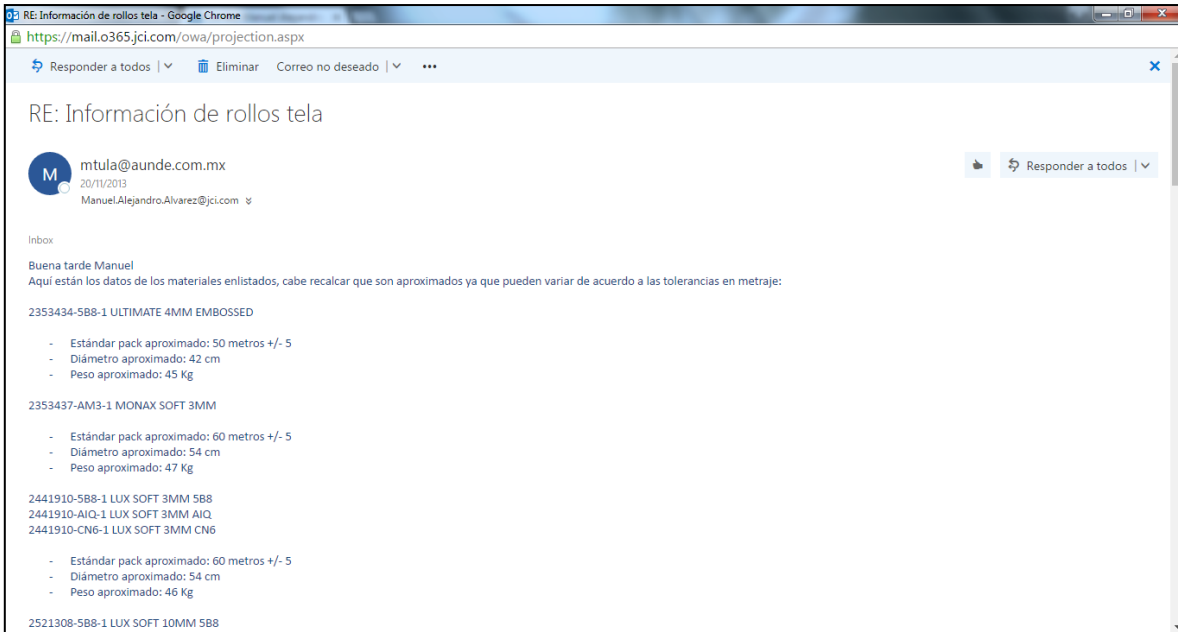 RE: Información de rollos tela - Google Chrome
https://mail.o365.jci.com/owa/projection.aspx
Responder a todos Eliminar Correo no deseado ...
RE: Información de rollos tela
M
mtula@aunde.com.mx
20/11/2013
Manuel.Alejandro.Alvarez@jci.com
Responder a todos
Inbox
Buena tarde Manuel
Aquí están los datos de los materiales enlistados, cabe recalcar que son aproximados ya que pueden variar de acuerdo a las tolerancias en metraje:
2353434-5B8-1 ULTIMATE 4MM EMBOSSED
- Estándar pack aproximado: 50 metros +/- 5
- Diámetro aproximado: 42 cm
- Peso aproximado: 45 Kg
2353437-AM3-1 MONAX SOFT 3MM
- Estándar pack aproximado: 60 metros +/- 5
- Diámetro aproximado: 54 cm
- Peso aproximado: 47 Kg
2441910-5B8-1 LUX SOFT 3MM 5B8
2441910-AIQ-1 LUX SOFT 3MM AIQ
2441910-CN6-1 LUX SOFT 3MM CN6
- Estándar pack aproximado: 60 metros +/- 5
- Diámetro aproximado: 54 cm
- Peso aproximado: 46 Kg
2521308-5B8-1 LUX SOFT 10MM 5B8